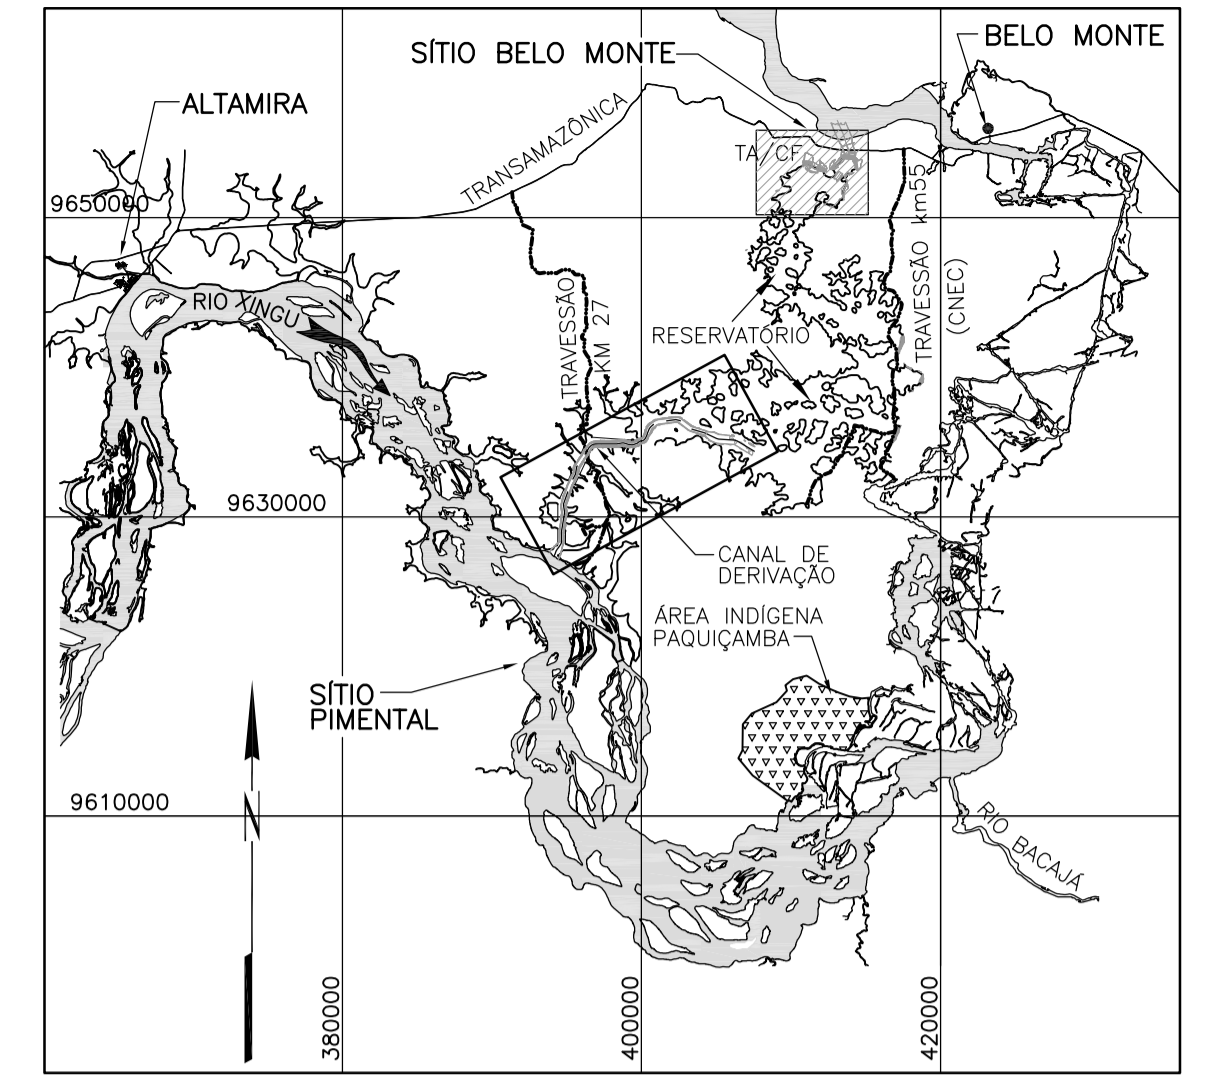 SÍTIO BELO MONTE
BELO MONTE
ALTAMIRA
TRANSAMAZÔNICA
TA/CF
9650000
TRAVESSÃO km55
(CNEC)
RIO XINGU
TRAVESSÃO
KM 27
RESERVATÓRIO
9630000
CANAL DE
DERIVAÇÃO
ÁREA INDÍGENA
PAQUIÇAMBA
SÍTIO
PIMENTAL
9610000
N
RIO BACAJÁ
380000
4000000
420000